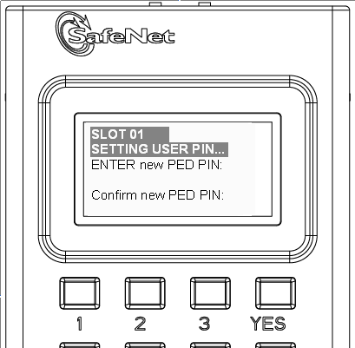 SafeNet
SLOT 01
SETTING USER PIN...
ENTER new PED PIN:
Confirm new PED PIN:
1 2 3 YES